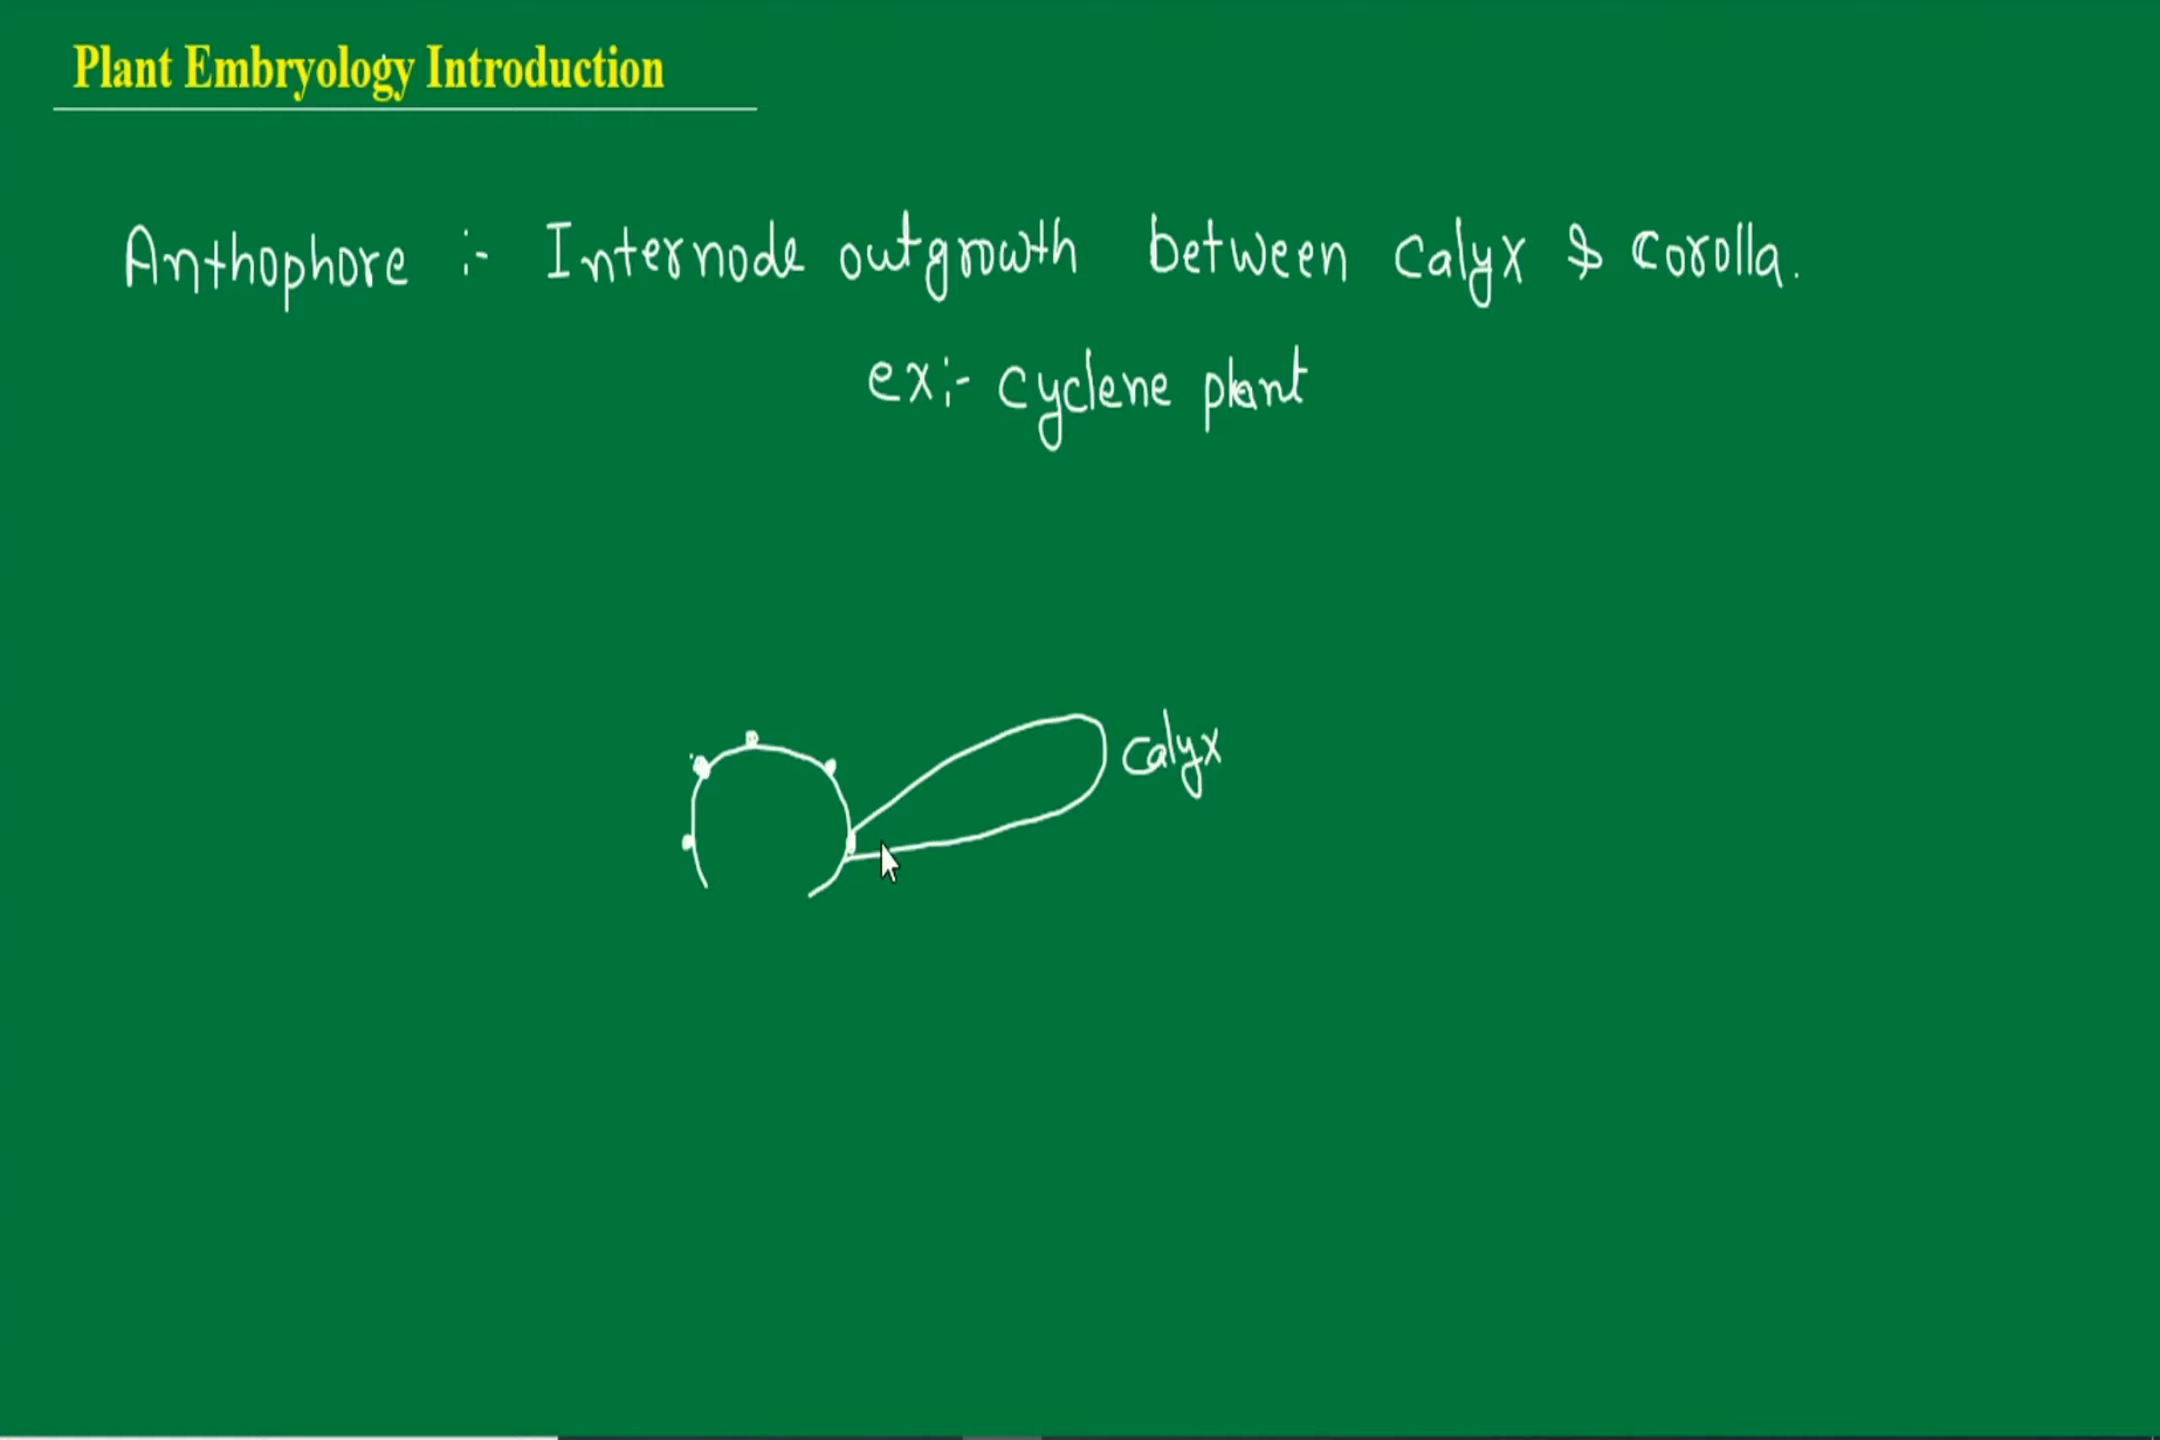 Plant Embryology Introduction
Anthophore :- Internode outgrowth between Calyx & Corolla.
ex:- Cyclene plant
Calyx